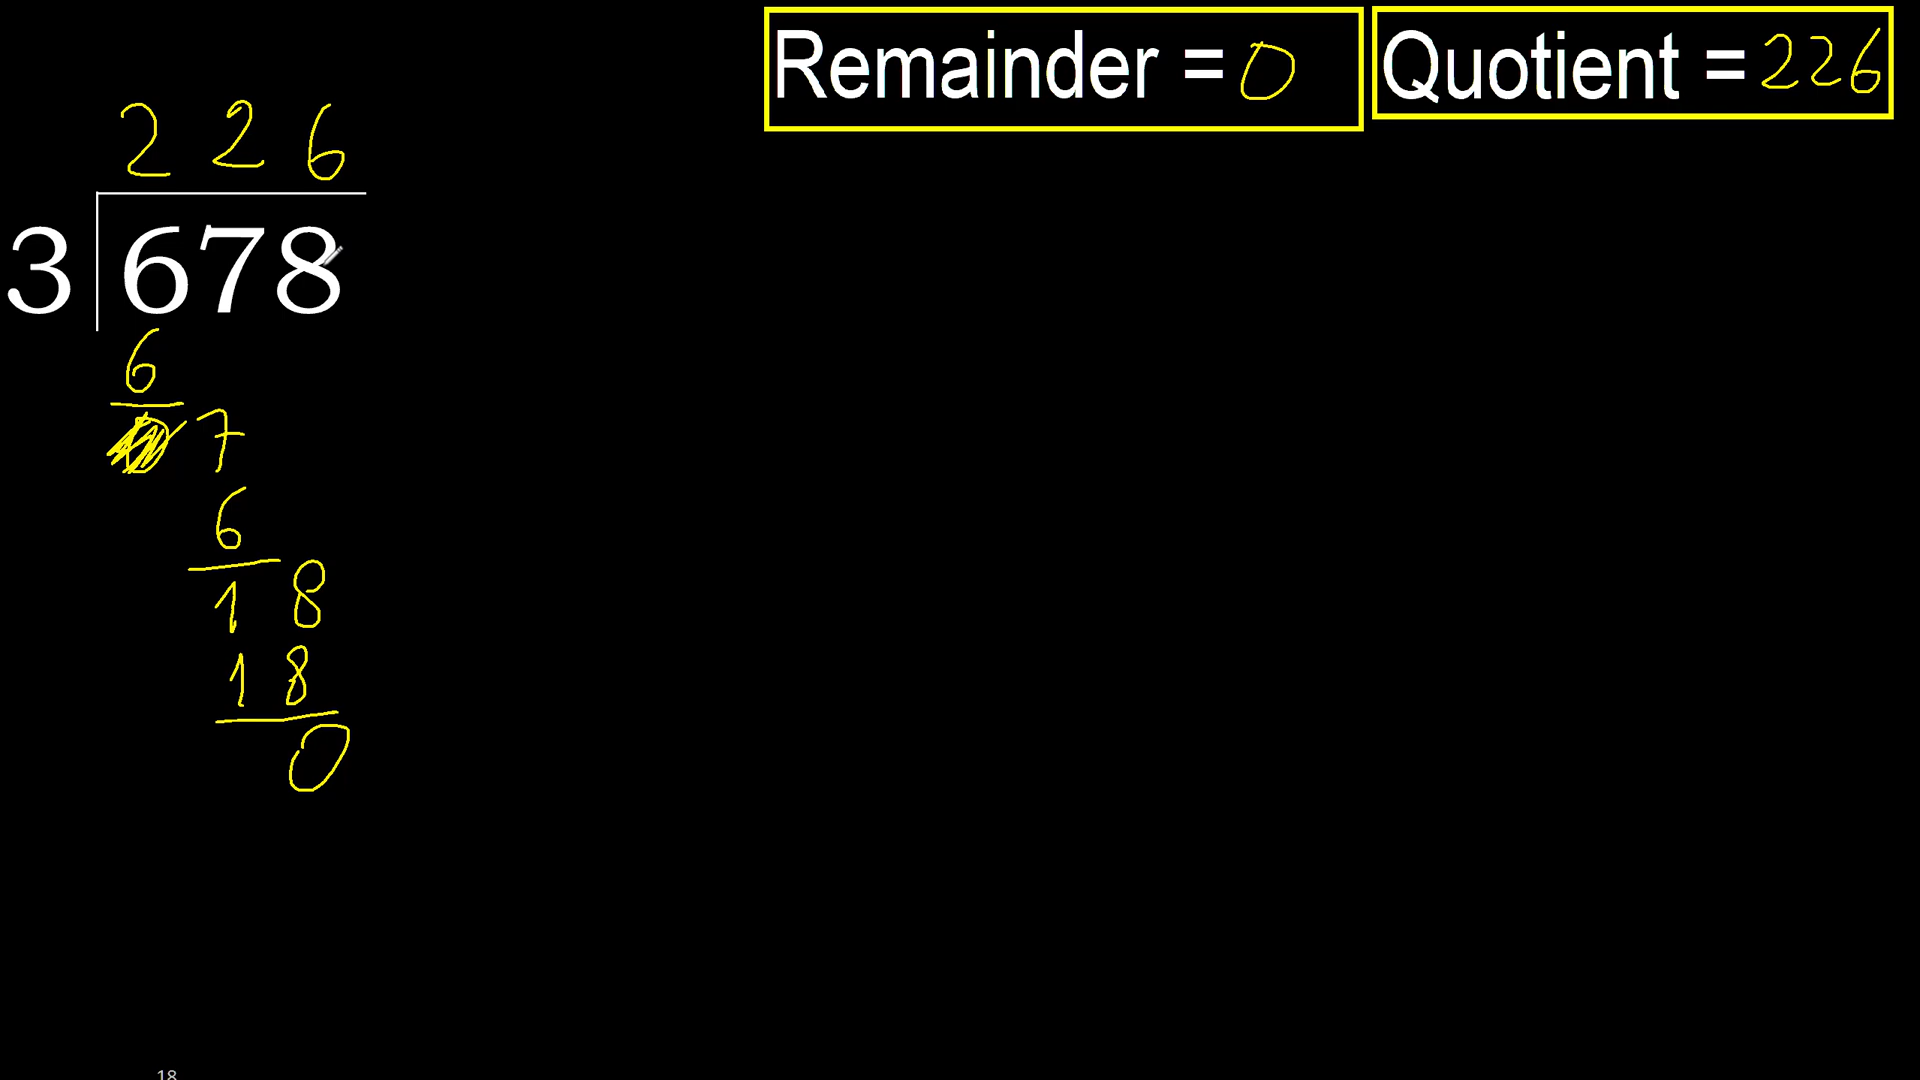 Remainder = 0
Quotient = 226
2 2 6
3 678
6
7
6
1 8
1 8
0
18